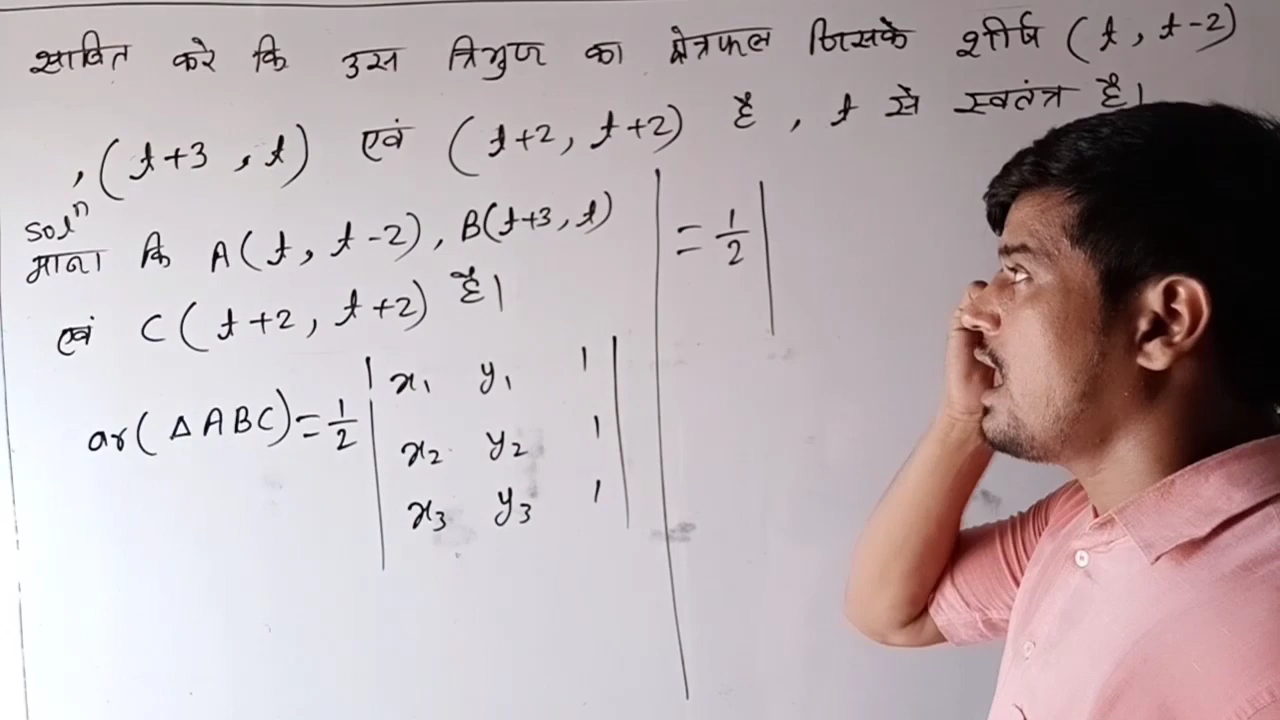 साबित करे कि उस त्रिभुज का क्षेत्रफल जिसके शीर्ष (t, t-2)
, (t+3, t) एवं (t+2, t+2) है, t से स्वतंत्र है।
Solⁿ
माना कि A(t, t-2), B(t+3, t)
एवं C(t+2, t+2) है।
ar(△ABC) = 1/2 | x₁ y₁ 1
x₂ y₂ 1
x₃ y₃ 1 |
= 1/2 |